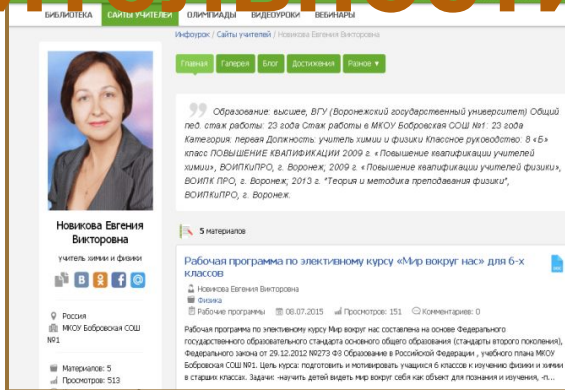 ИТЕЛЬНОСТИ
БИБЛИОТЕКА САЙТЫ УЧИТЕЛЕЙ ОЛИМПИАДЫ ВИДЕОУРОКИ ВЕБИНАРЫ
Инфоурок / Сайты учителей / Новикова Евгения Викторовна
Главная Галерея Блог Достижения Разное ▼
Образование: высшее, ВГУ (Воронежский государственный университет) Общий
пед. стаж работы: 23 года Стаж работы в МКОУ Бобровская СОШ №1: 23 года
Категория: первая Должность: учитель химии и физики Классное руководство: 8 «Б»
класс ПОВЫШЕНИЕ КВАЛИФИКАЦИИ 2009 г. «Повышение квалификации учителей
химии», ВОИПКиПРО, г. Воронеж; 2009 г. «Повышение квалификации учителей физики»,
ВОИПК ПРО, г. Воронеж; 2013 г. "Теория и методика преподавания физики",
ВОИПКиПРО, г. Воронеж.
Новикова Евгения
Викторовна
учитель химии и физики
Россия
МКОУ Бобровская СОШ
№1
Материалов: 5
Просмотров: 513
5 материалов
Рабочая программа по элективному курсу «Мир вокруг нас» для 6-х
классов
Новикова Евгения Викторовна
Физика
Рабочие программы 08.07.2015 Просмотров: 151 Комментариев: 0
Рабочая программа по элективному курсу Мир вокруг нас составлена на основе Федерального
государственного образовательного стандарта основного общего образования (стандарты второго поколения),
Федерального закона от 29.12.2012 №273 ФЗ Образование в Российской Федерации , учебного плана МКОУ
Бобровская СОШ №1. Цель курса: подготовить и мотивировать учащихся 6 классов к изучению физики и химии
в старших классах. Задачи: -научить детей видеть мир вокруг себя как объект для познания и изучения, -п...